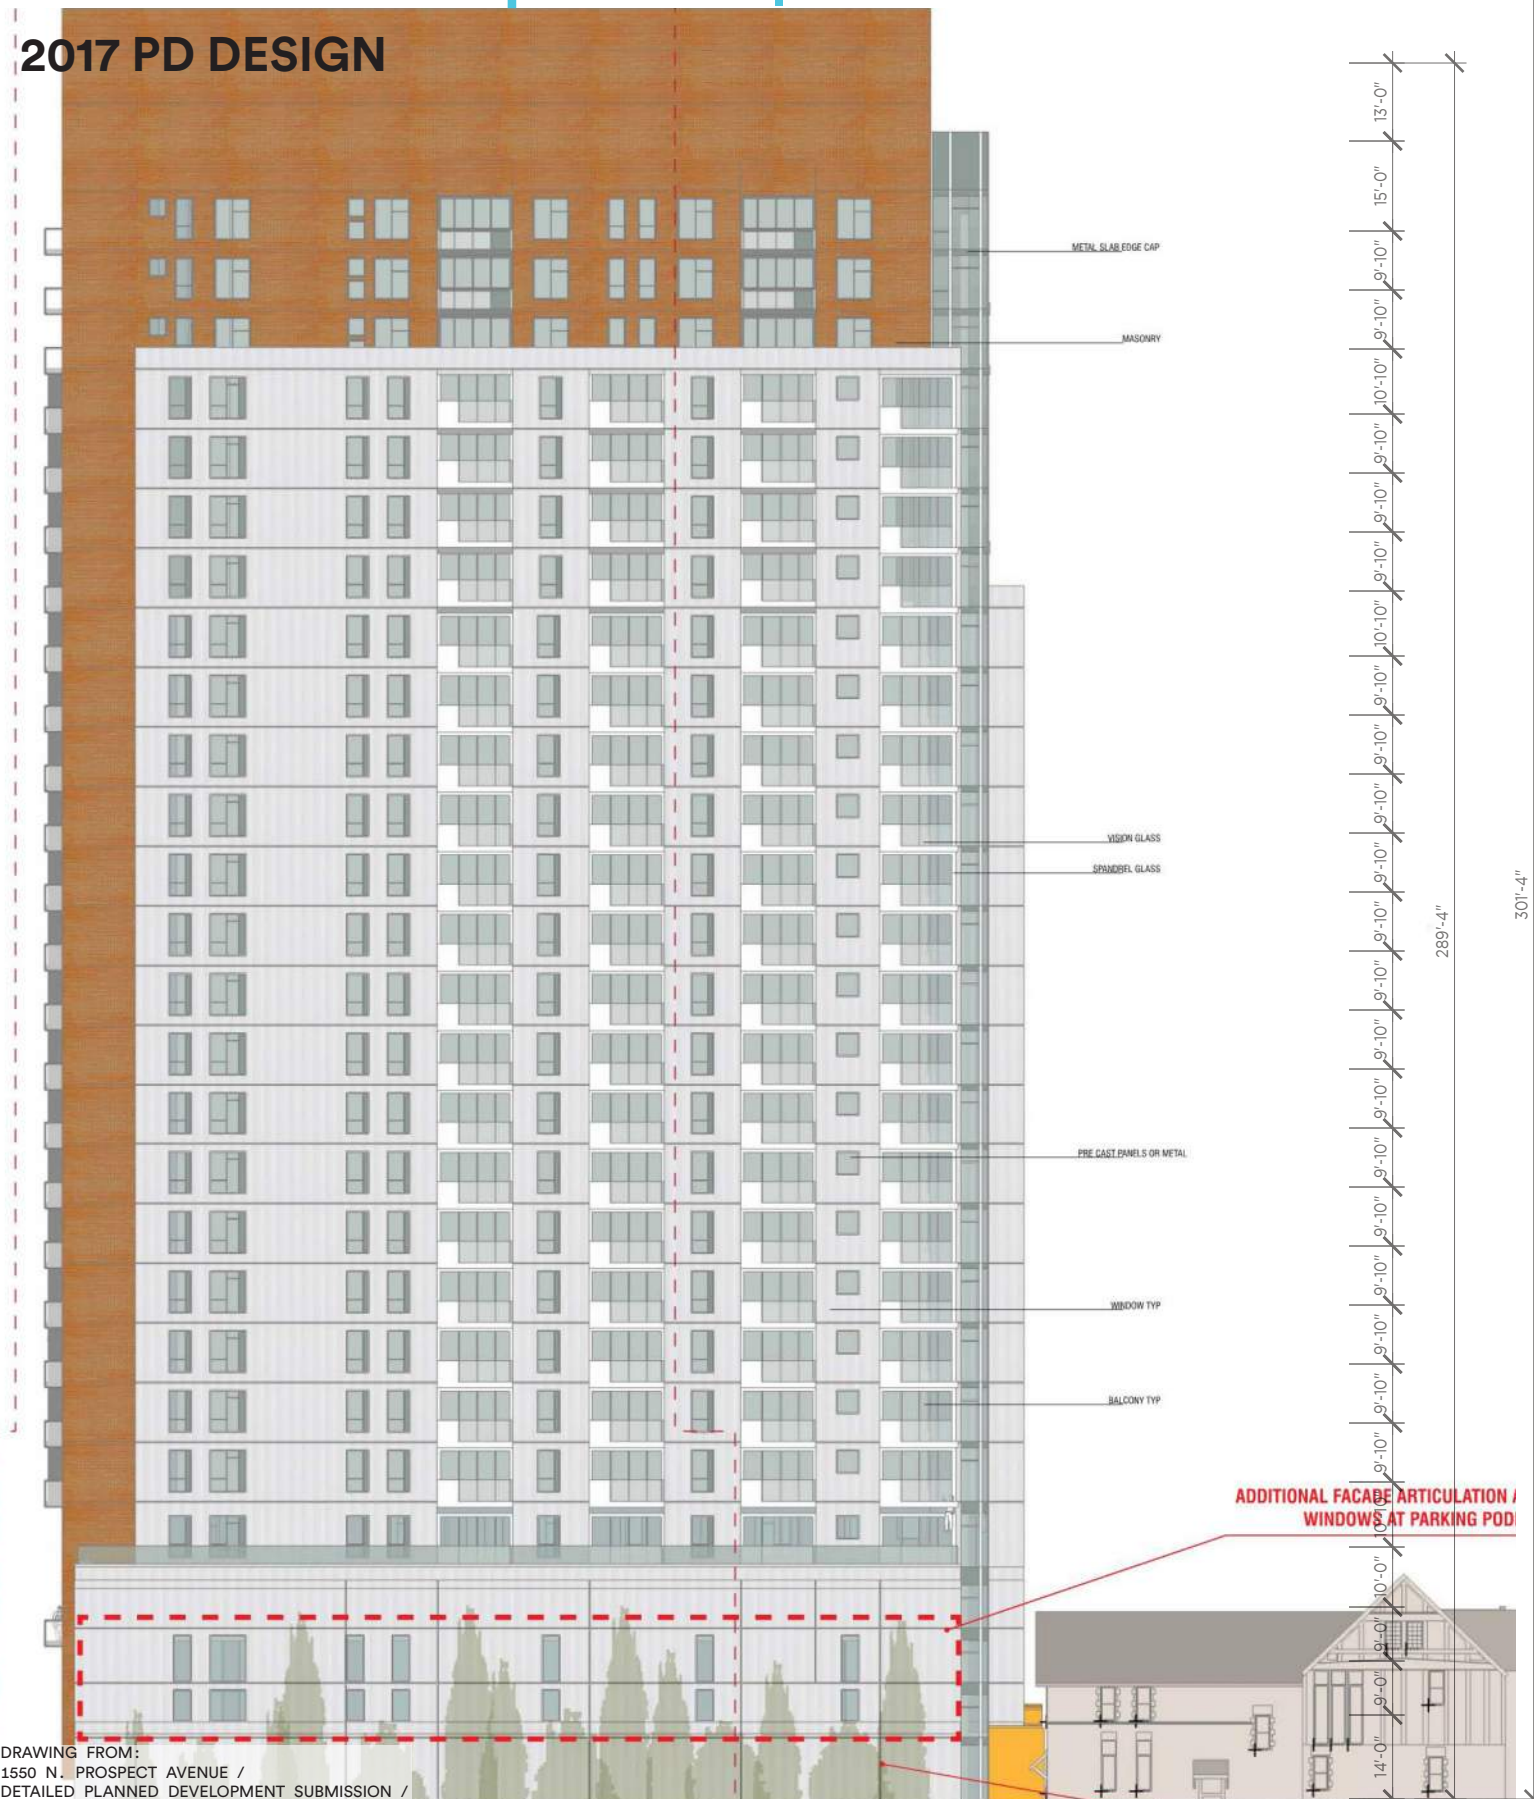 2017 PD DESIGN
METAL SLAB EDGE CAP
MASONRY
VISION GLASS
SPANDREL GLASS
PRE CAST PANELS OR METAL
WINDOW TYP
BALCONY TYP
13'-0"
15'-0"
9'-10"
9'-10"
10'-10"
9'-10"
9'-10"
9'-10"
10'-10"
9'-10"
9'-10"
9'-10"
9'-10"
9'-10"
9'-10"
9'-10"
9'-10"
9'-10"
9'-10"
9'-10"
9'-10"
9'-10"
9'-10"
10'-10"
10'-0"
9'-0"
9'-0"
14'-0"
289'-4"
301'-4"
ADDITIONAL FACADE ARTICULATION
WINDOWS AT PARKING
DRAWING FROM:
1550 N. PROSPECT AVENUE /
DETAILED PLANNED DEVELOPMENT SUBMISSION /